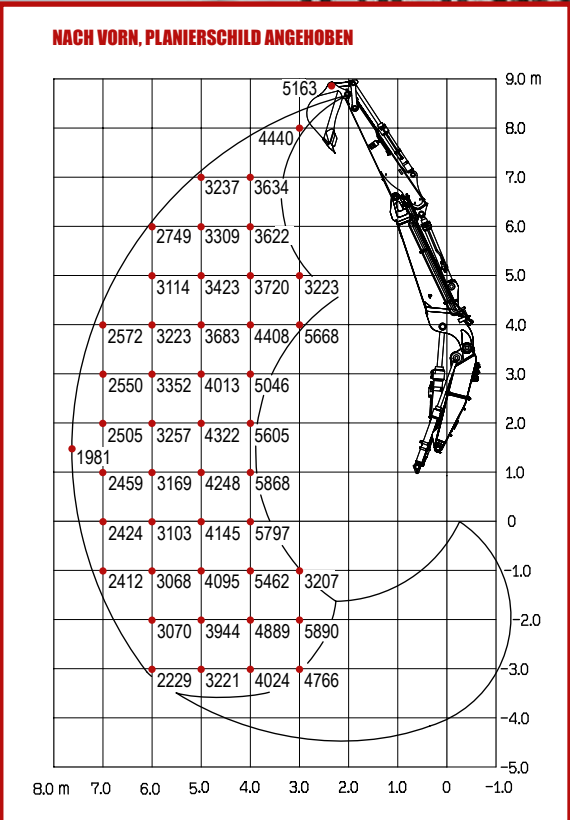 NACH VORN, PLANIERSCHILD ANGEHOBEN
9.0 m
5163
8.0
4440
7.0
3237 3634
6.0
2749 3309 3622
5.0
3114 3423 3720 3223
4.0
2572 3223 3683 4408 5668
3.0
2550 3352 4013 5046
2.0
2505 3257 4322 5605
1981
1.0
2459 3169 4248 5868
0
2424 3103 4145 5797
-1.0
2412 3068 4095 5462 3207
-2.0
3070 3944 4889 5890
-3.0
2229 3221 4024 4766
-4.0
-5.0
8.0 m 7.0 6.0 5.0 4.0 3.0 2.0 1.0 0 -1.0